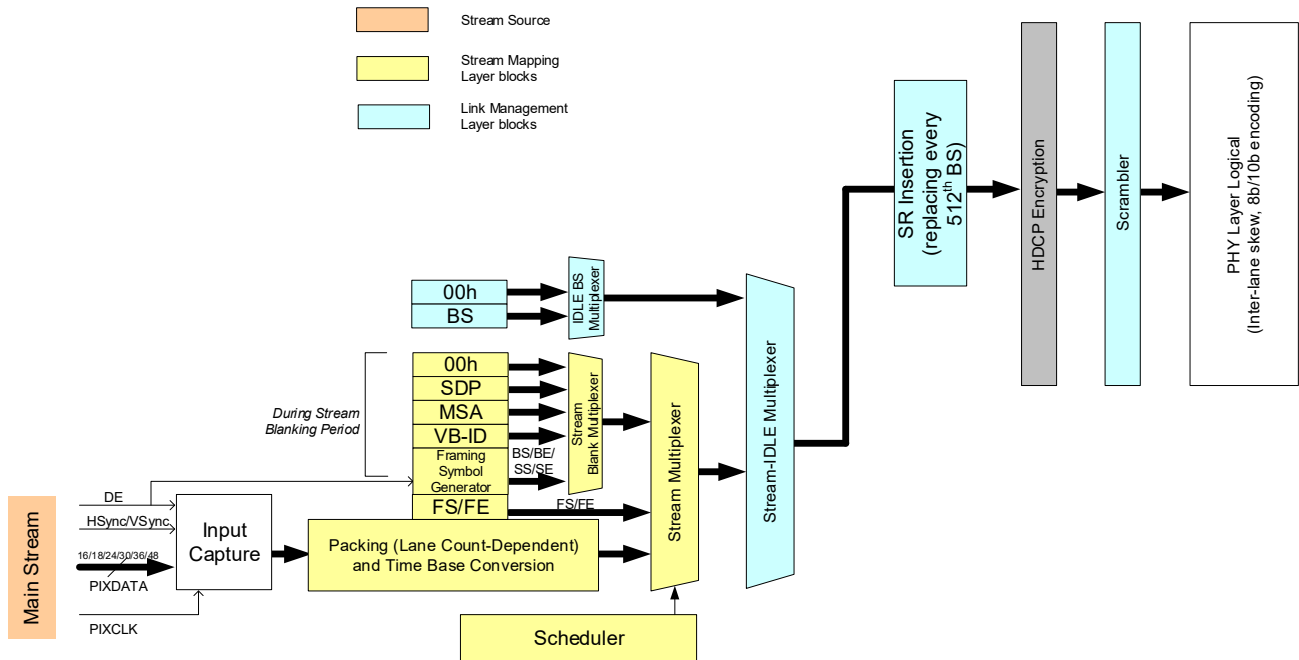 Stream Source
Stream Mapping
Layer blocks
Link Management
Layer blocks
SR Insertion
(replacing every
512th BS)
HDCP Encryption
Scrambler
PHY Layer Logical
(Inter-lane skew, 8b/10b encoding)
00h
BS
IDLE BS
Multiplexer
Stream-IDLE Multiplexer
During Stream
Blanking Period
00h
SDP
MSA
VB-ID
Framing
Symbol
Generator
FS/FE
BS/BE/
SS/SE
FS/FE
Stream
Blank Multiplexer
Stream Multiplexer
Main Stream
DE
HSync/VSync
16/18/24/30/36/48
PIXDATA
PIXCLK
Input
Capture
Packing (Lane Count-Dependent)
and Time Base Conversion
Scheduler